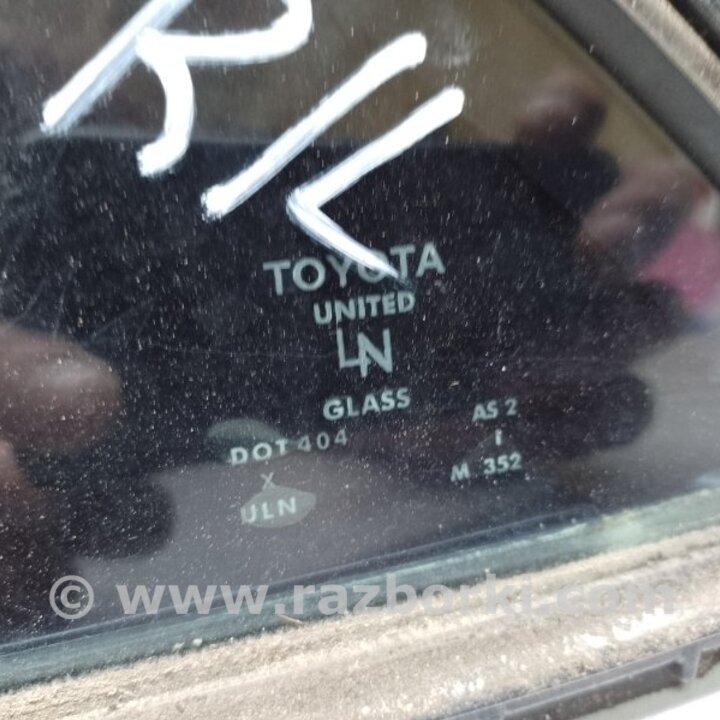 R/L
TOYOTA
UNITED
LN
GLASS
DOT 404 AS 2
X i
ULN M 352
© www.razborki.com